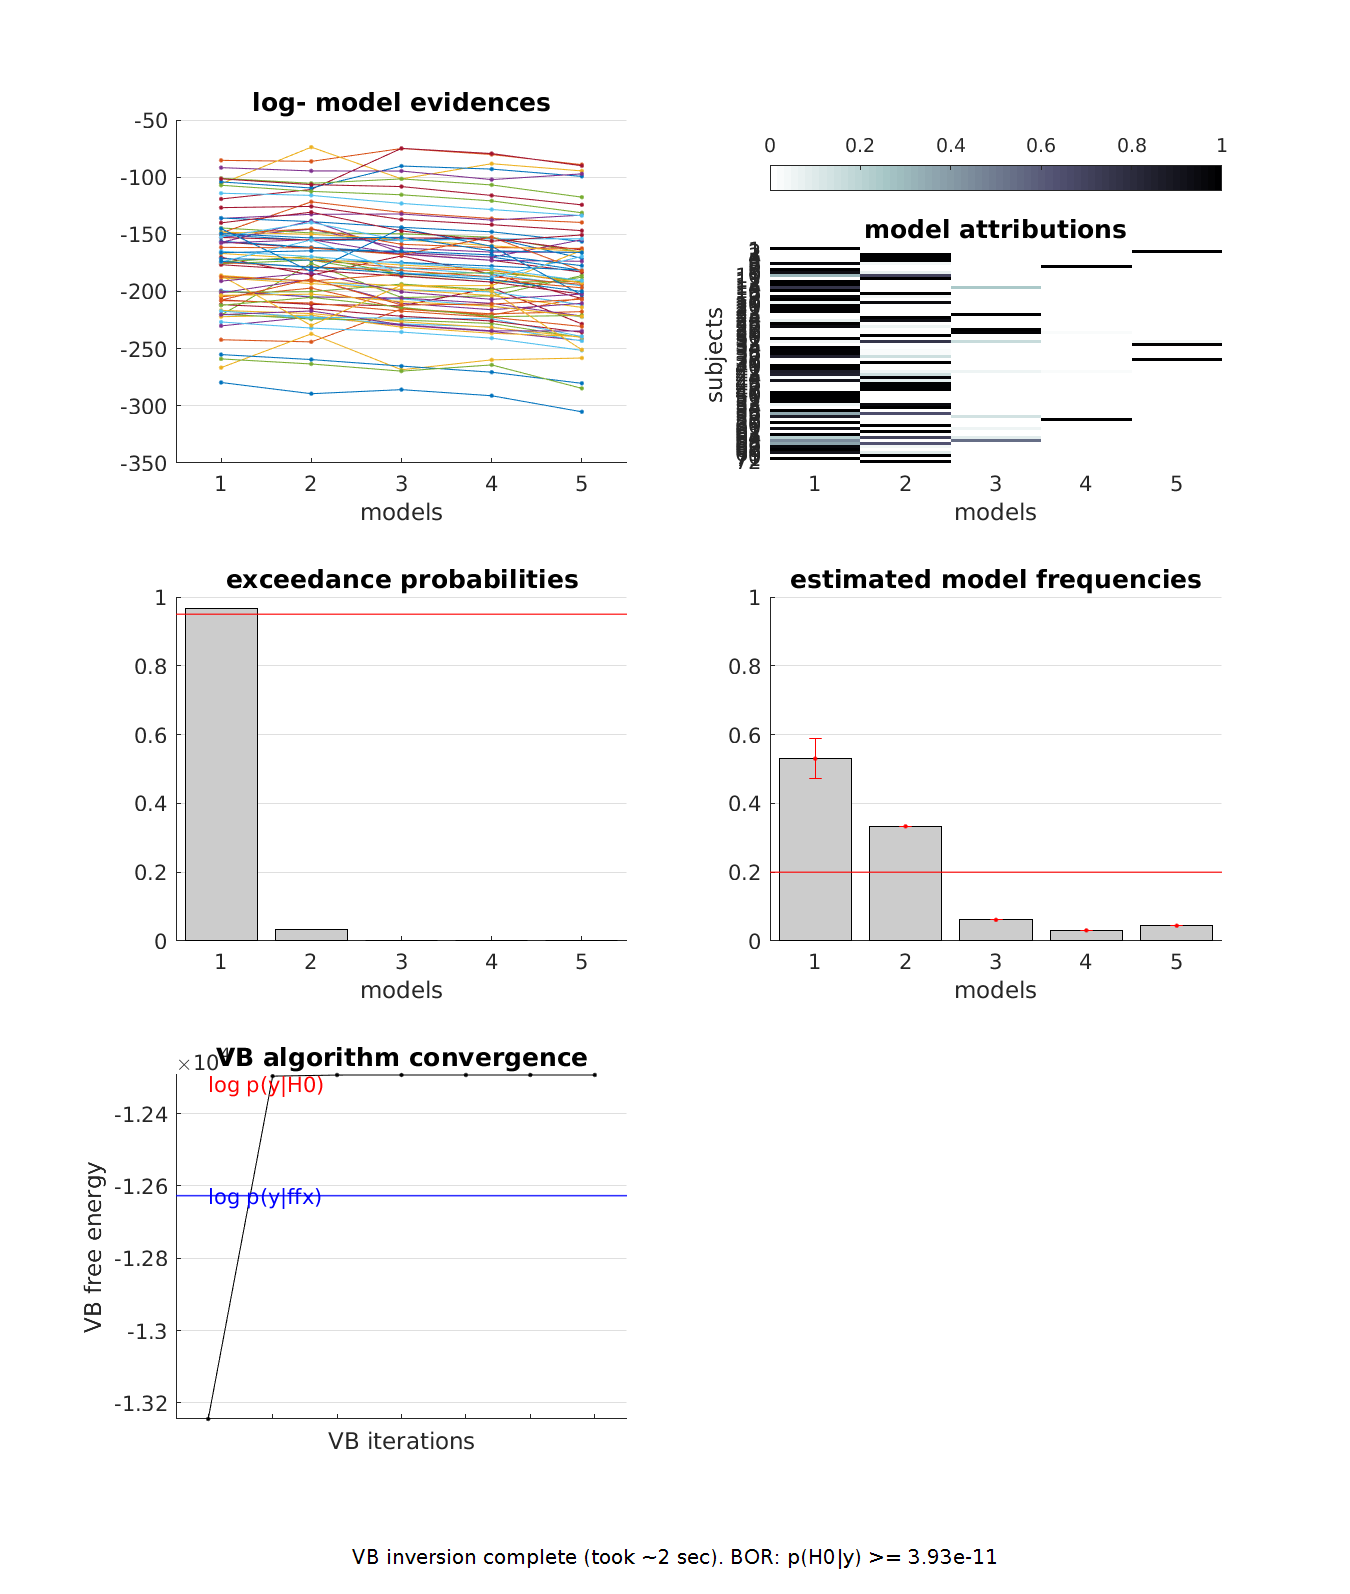 log- model evidences
-50
-100
-150
-200
-250
-300
-350
1 2 3 4 5
models
0 0.2 0.4 0.6 0.8 1
model attributions
subjects
1 2 3 4 5
models
exceedance probabilities
1
0.8
0.6
0.4
0.2
0
1 2 3 4 5
models
estimated model frequencies
1
0.8
0.6
0.4
0.2
0
1 2 3 4 5
models
VB algorithm convergence
log p(y|H0)
-1.24
log p(y|ffx)
-1.26
-1.28
-1.3
-1.32
VB free energy
VB iterations
VB inversion complete (took ~2 sec). BOR: p(H0|y) >= 3.93e-11